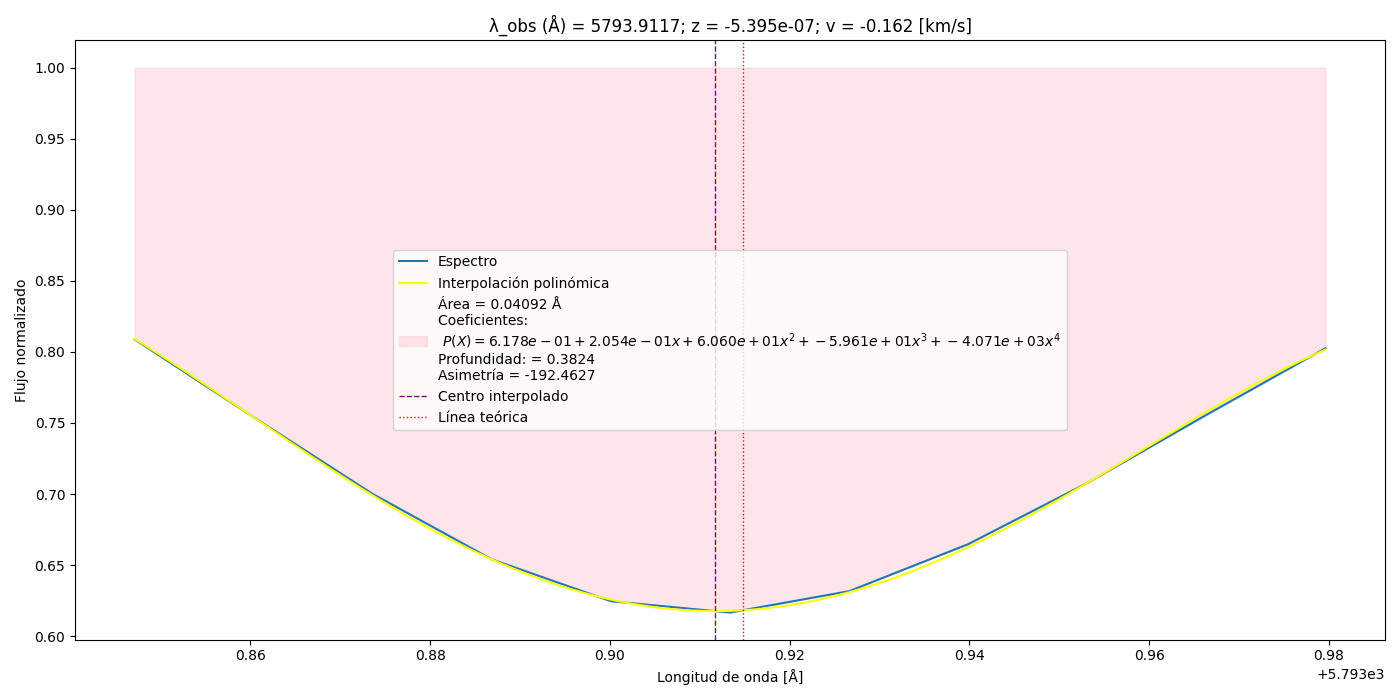 λ_obs (Å) = 5793.9117; z = -5.395e-07; v = -0.162 [km/s]
1.00
0.95
0.90
0.85
0.80
0.75
0.70
0.65
0.60
Flujo normalizado
Espectro
Interpolación polinómica
Área = 0.04092 Å
Coeficientes:
P(X) = 6.178e − 01 + 2.054e − 01x + 6.060e + 01x² + −5.961e + 01x³ + −4.071e + 03x⁴
Profundidad: = 0.3824
Asimetría = -192.4627
Centro interpolado
Línea teórica
0.86
0.88
0.90
0.92
0.94
0.96
0.98
+5.793e3
Longitud de onda [Å]